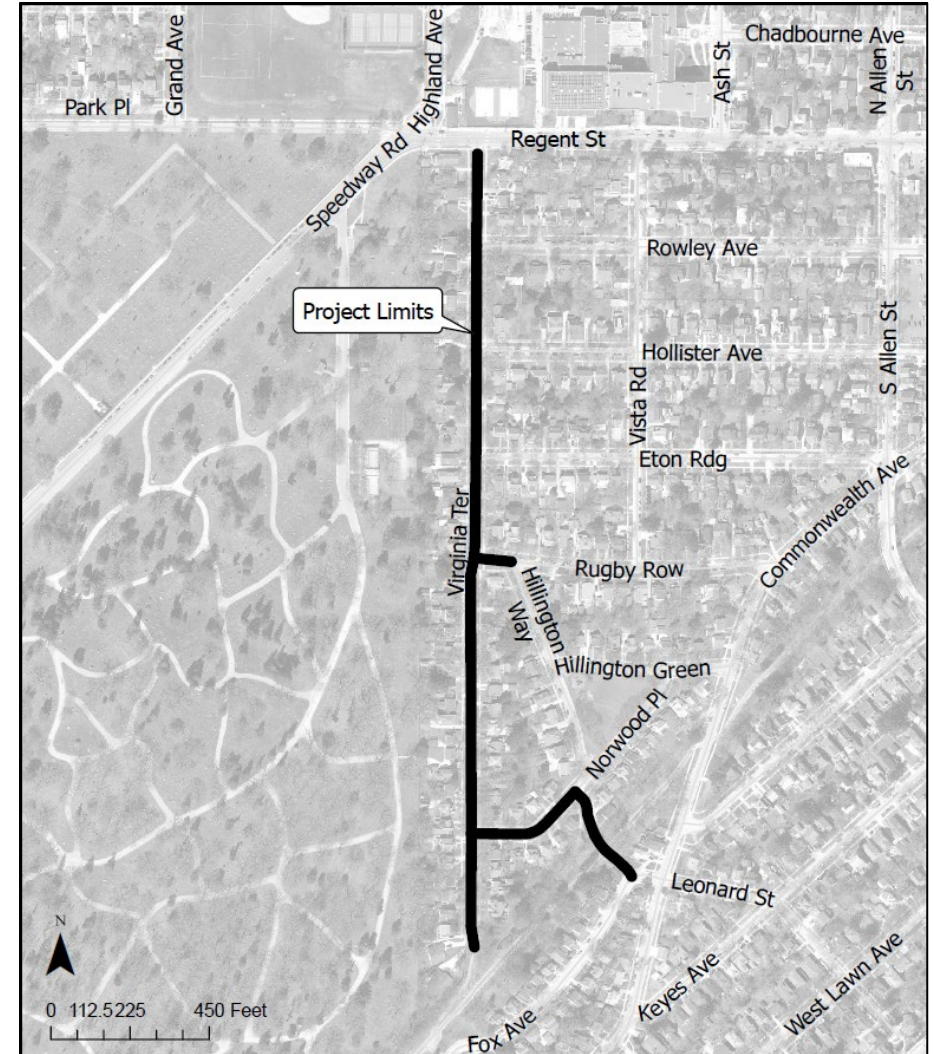 Chadbourne Ave
Grand Ave
Highland Ave
Ash St
N Allen
St
Park Pl
Regent St
Speedway Rd
Rowley Ave
Project Limits
Hollister Ave
S Allen St
Vista Rd
Eton Rdg
Commonwealth Ave
Virginia Ter
Rugby Row
Hillington
Way
Hillington Green
Norwood Pl
Leonard St
N
Keyes Ave
West Lawn Ave
0 112.5225 450 Feet
Fox Ave